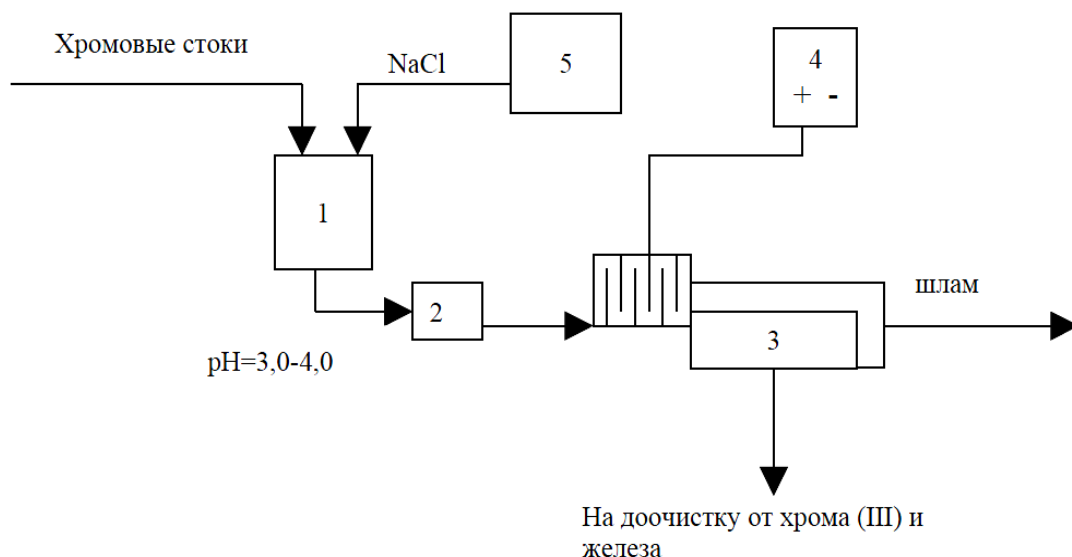 Хромовые стоки
NaCl
5
4
+ -
1
2
шлам
3
pH=3,0-4,0
На доочистку от хрома (III) и
железа